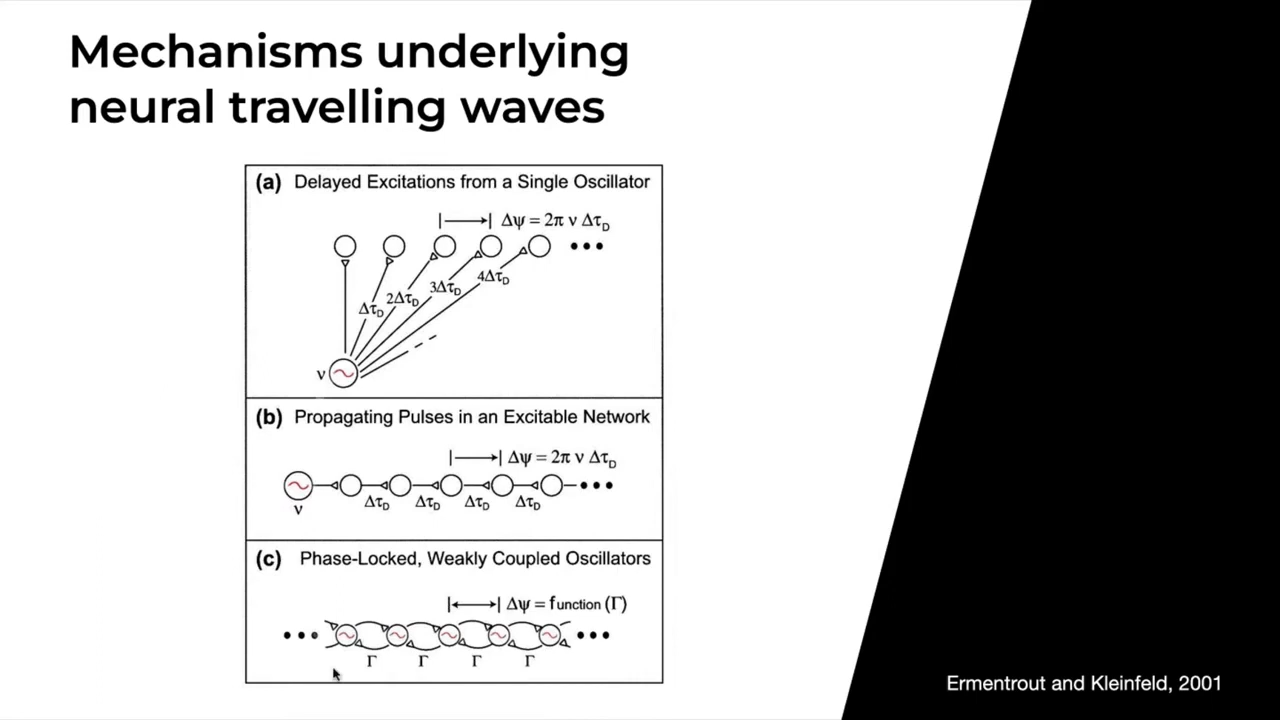 Mechanisms underlying
neural travelling waves
(a) Delayed Excitations from a Single Oscillator
Δψ = 2π ν Δτ_D
Δτ_D 2Δτ_D 3Δτ_D 4Δτ_D
ν
(b) Propagating Pulses in an Excitable Network
Δψ = 2π ν Δτ_D
Δτ_D Δτ_D Δτ_D Δτ_D
ν
(c) Phase-Locked, Weakly Coupled Oscillators
Δψ = function (Γ)
Γ Γ Γ Γ
Ermentrout and Kleinfeld, 2001